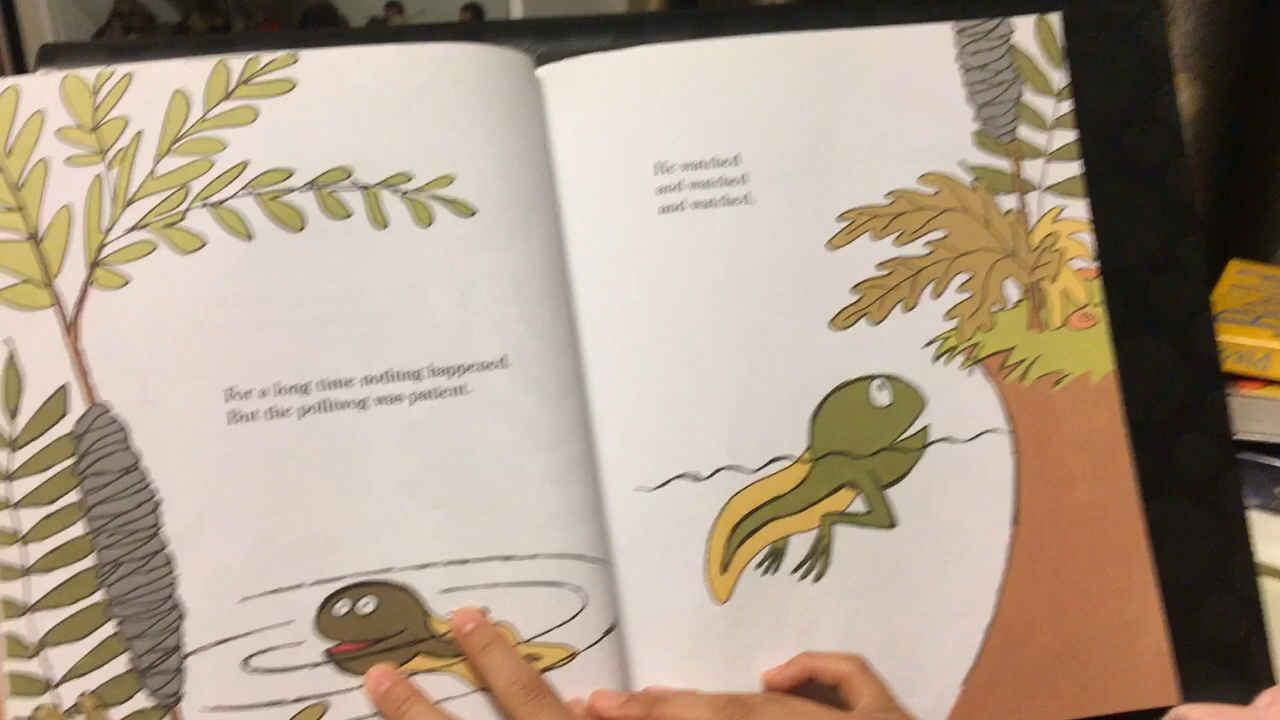 For a long time nothing happened.
But the polliwog was patient.
He watched
and watched
and watched.